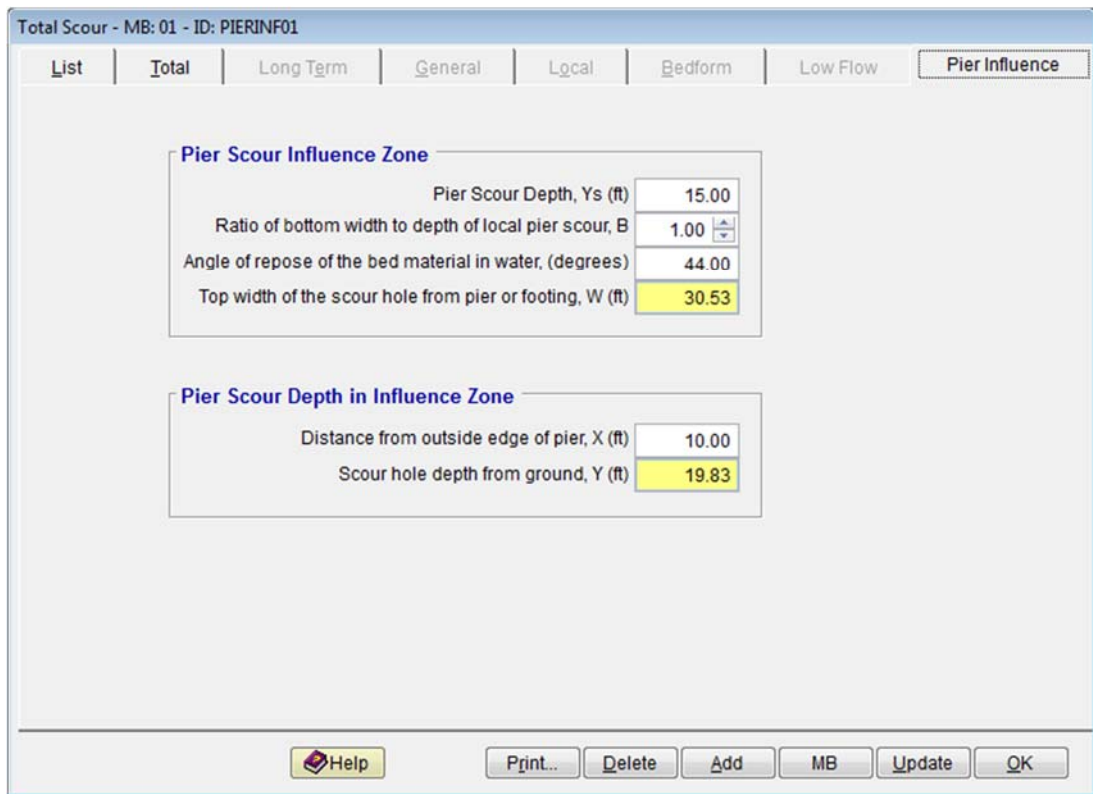 Total Scour - MB: 01 - ID: PIERINF01
List Total Long Term General Local Bedform Low Flow Pier Influence
Pier Scour Influence Zone
Pier Scour Depth, Ys (ft) 15.00
Ratio of bottom width to depth of local pier scour, B 1.00
Angle of repose of the bed material in water, (degrees) 44.00
Top width of the scour hole from pier or footing, W (ft) 30.53
Pier Scour Depth in Influence Zone
Distance from outside edge of pier, X (ft) 10.00
Scour hole depth from ground, Y (ft) 19.83
Help Print... Delete Add MB Update OK